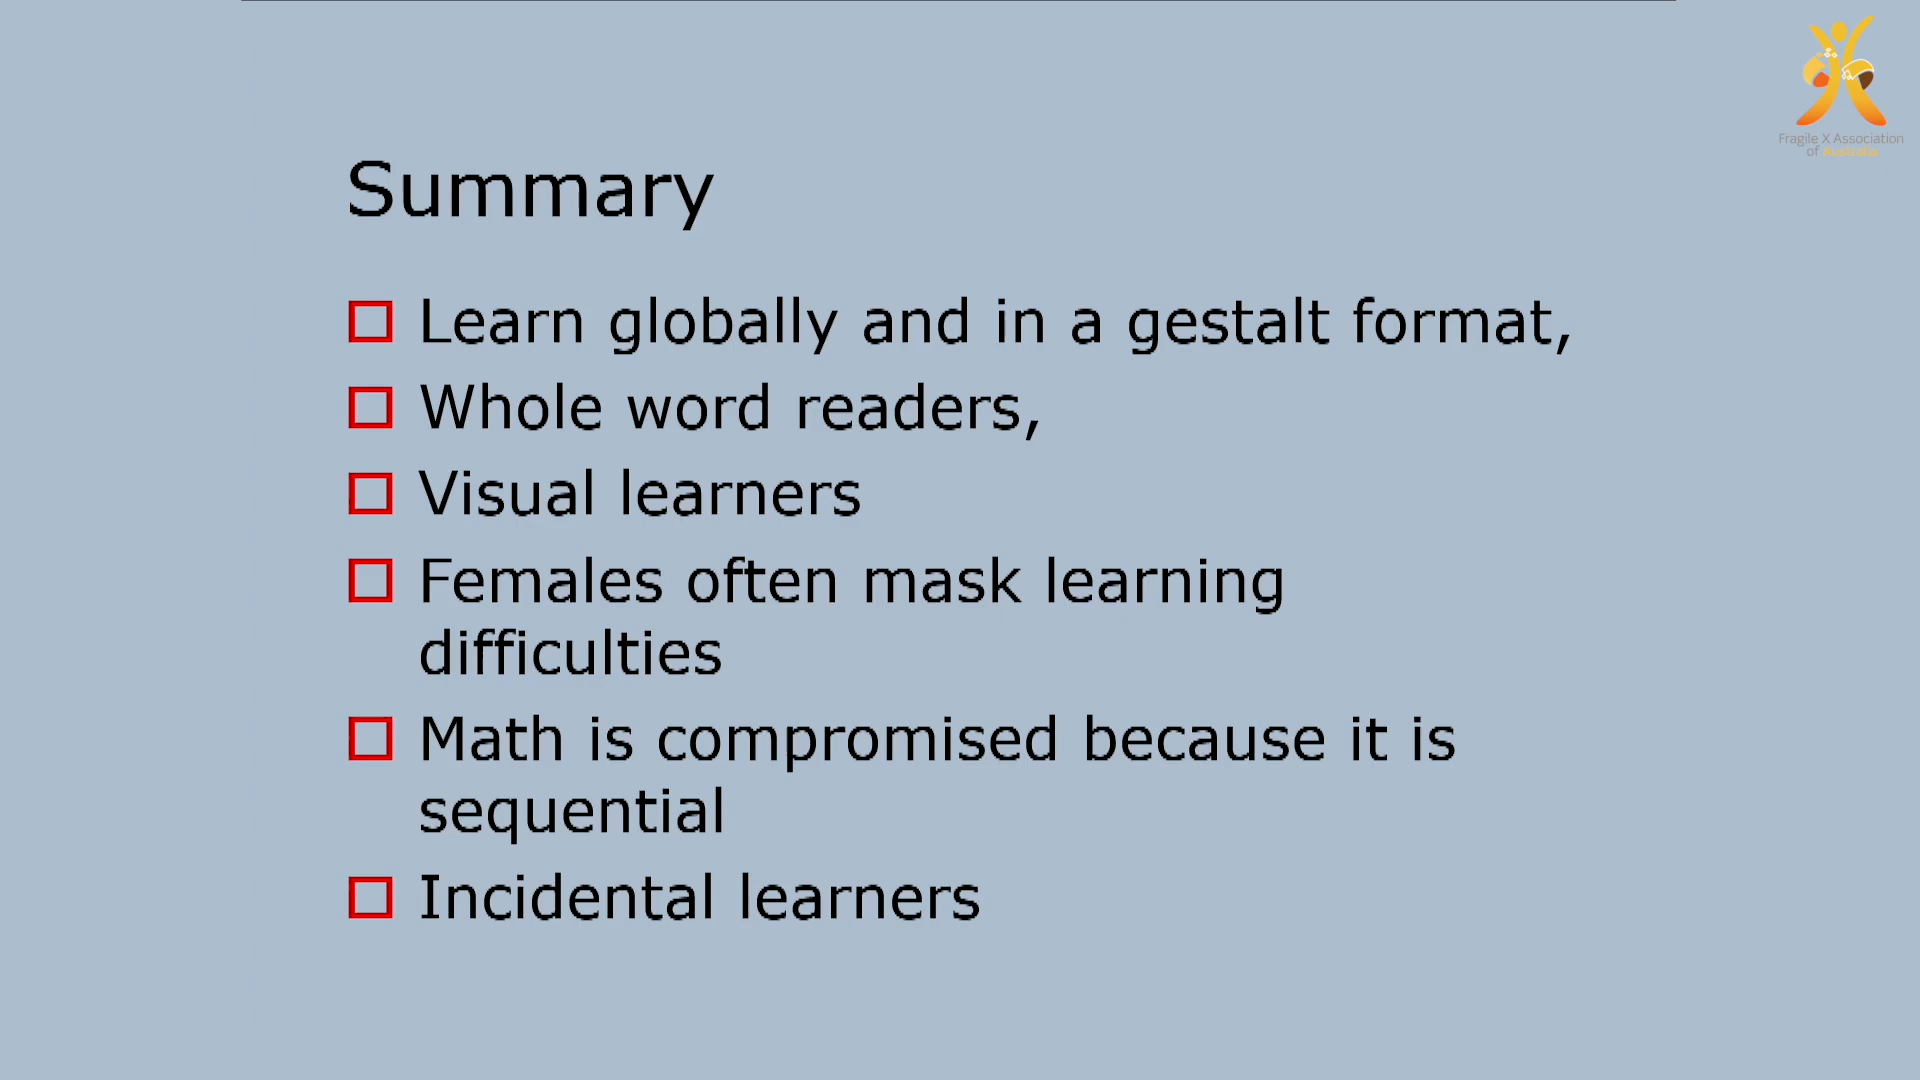 Summary
Learn globally and in a gestalt format,
Whole word readers,
Visual learners
Females often mask learning
difficulties
Math is compromised because it is
sequential
Incidental learners
Fragile X Association
of Australia